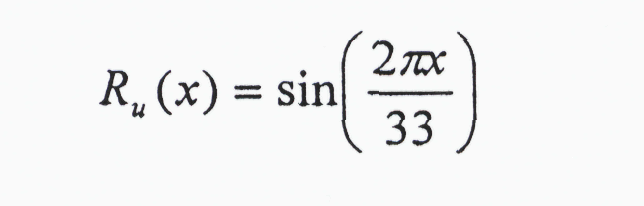 R_u(x) = sin(2πx/33)